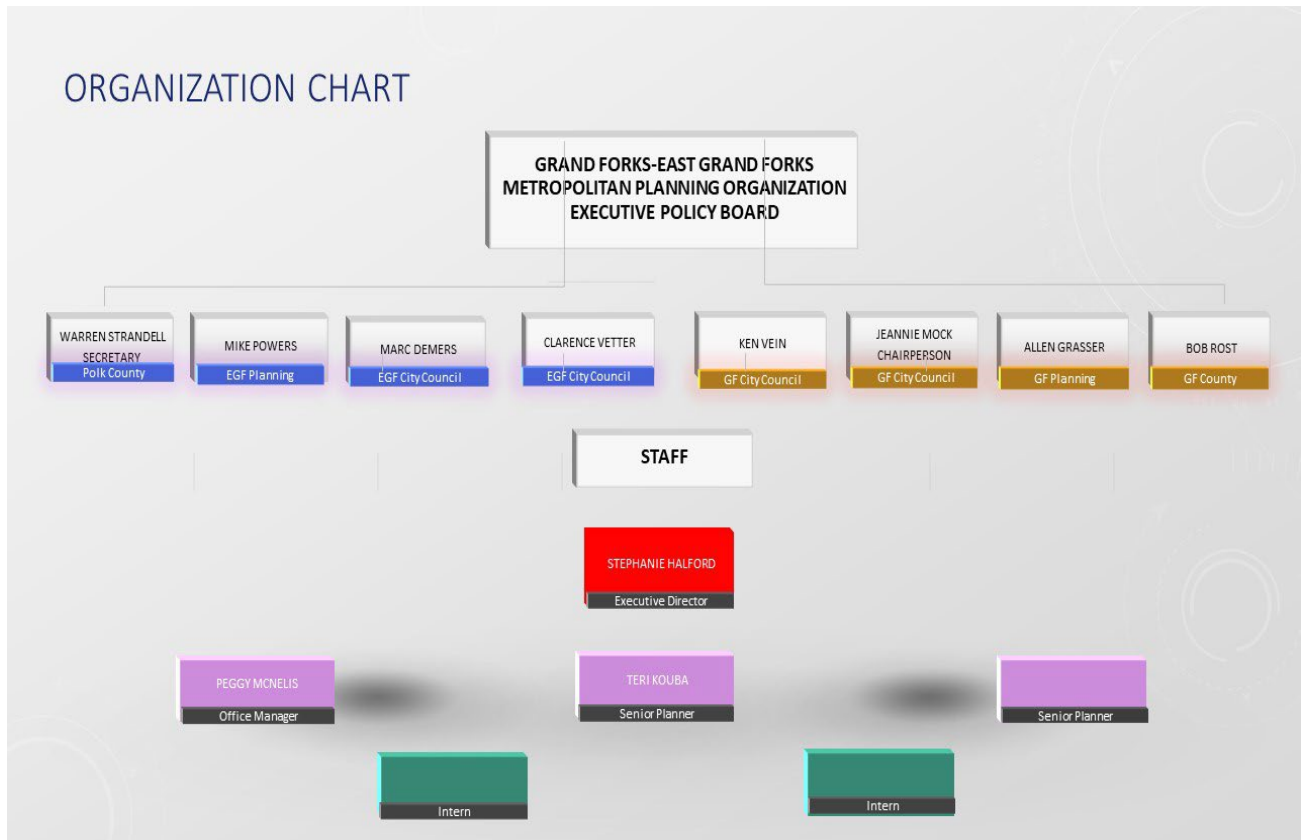 ORGANIZATION CHART
GRAND FORKS-EAST GRAND FORKS
METROPOLITAN PLANNING ORGANIZATION
EXECUTIVE POLICY BOARD
WARREN STRANDELL
SECRETARY
Polk County
MIKE POWERS
EGF Planning
MARC DEMERS
EGF City Council
CLARENCE VETTER
EGF City Council
KEN VEIN
GF City Council
JEANNIE MOCK
CHAIRPERSON
GF City Council
ALLEN GRASSER
GF Planning
BOB ROST
GF County
STAFF
STEPHANIE HALFORD
Executive Director
PEGGY MCNELIS
Office Manager
TERI KOUBA
Senior Planner
Senior Planner
Intern
Intern